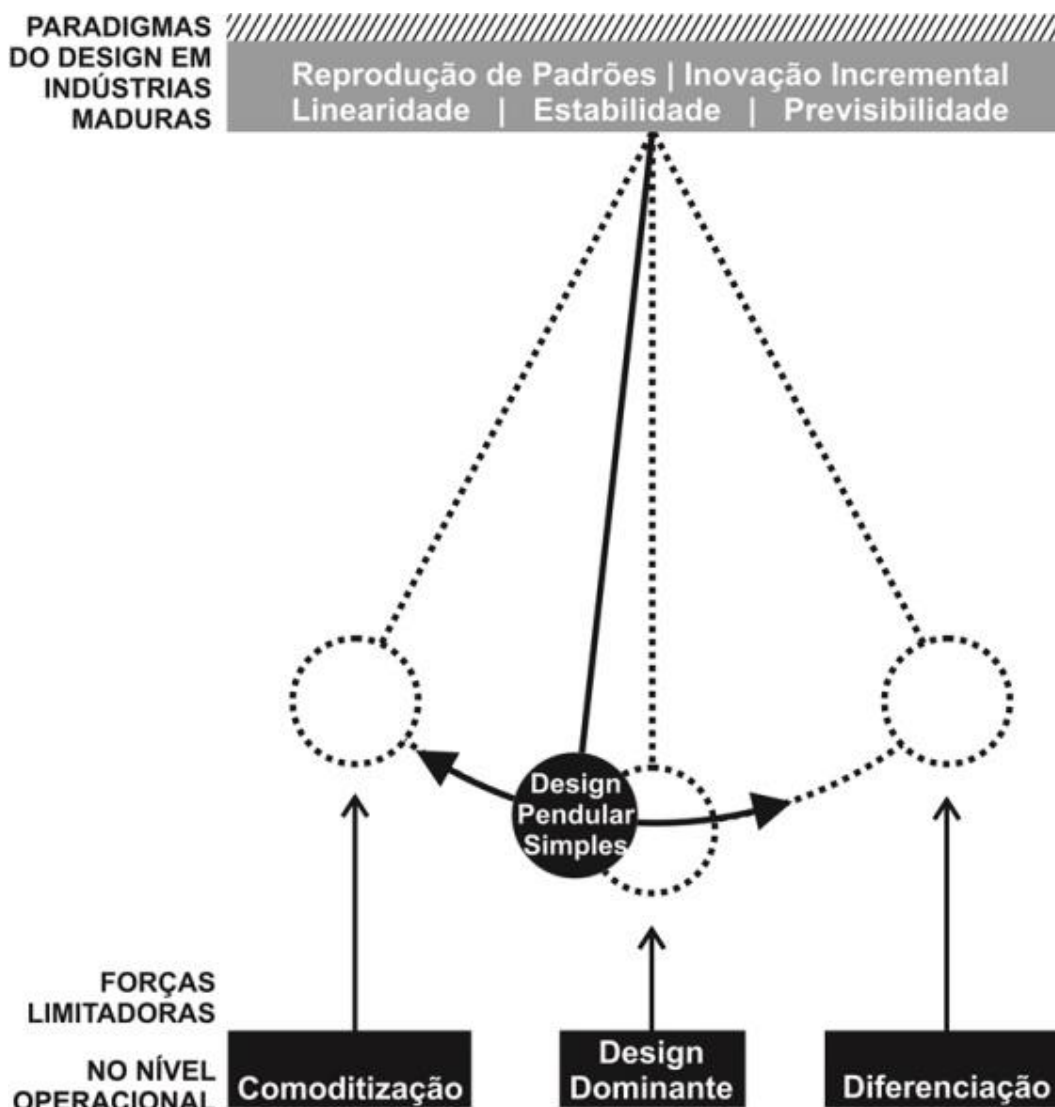 PARADIGMAS
DO DESIGN EM
INDÚSTRIAS
MADURAS
Reprodução de Padrões | Inovação Incremental
Linearidade | Estabilidade | Previsibilidade
Design
Pendular
Simples
FORÇAS
LIMITADORAS
NO NÍVEL
OPERACIONAL
Comoditização
Design
Dominante
Diferenciação